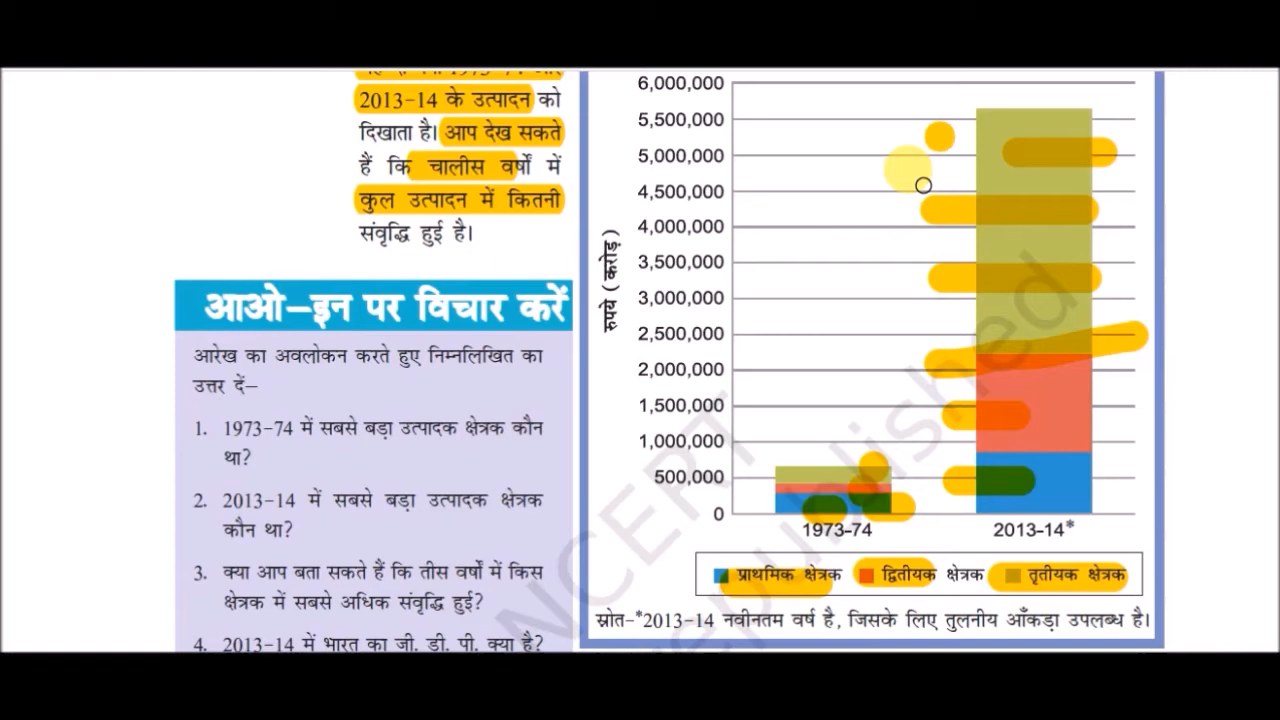 2013-14 के उत्पादन को
दिखाता है। आप देख सकते
हैं कि चालीस वर्षों में
कुल उत्पादन में कितनी
संवृद्धि हुई है।
आओ-इन पर विचार करें
आरेख का अवलोकन करते हुए निम्नलिखित का
उत्तर दें-
1. 1973-74 में सबसे बड़ा उत्पादक क्षेत्रक कौन
था?
2. 2013-14 में सबसे बड़ा उत्पादक क्षेत्रक
कौन था?
3. क्या आप बता सकते हैं कि तीस वर्षों में किस
क्षेत्रक में सबसे अधिक संवृद्धि हुई?
4. 2013-14 में भारत का जी. डी. पी. क्या है?
रुपये (करोड़)
6,000,000
5,500,000
5,000,000
4,500,000
4,000,000
3,500,000
3,000,000
2,500,000
2,000,000
1,500,000
1,000,000
500,000
0
1973-74 2013-14*
प्राथमिक क्षेत्रक द्वितीयक क्षेत्रक तृतीयक क्षेत्रक
स्रोत-*2013-14 नवीनतम वर्ष है, जिसके लिए तुलनीय आँकड़ा उपलब्ध है।
NCERT
republished